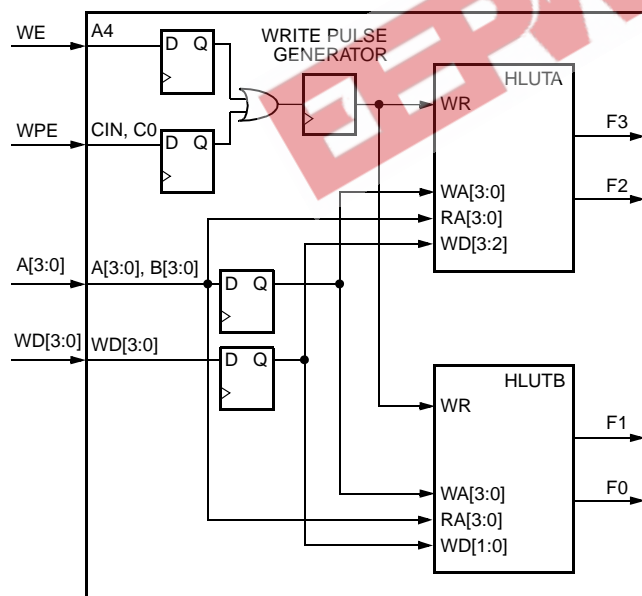 WE
A4
D Q
WRITE PULSE
GENERATOR
HLUTA
WR
F3
WPE
CIN, C0
D Q
F2
WA[3:0]
RA[3:0]
WD[3:2]
A[3:0]
A[3:0], B[3:0]
D Q
WD[3:0]
WD[3:0]
D Q
HLUTB
WR
F1
WA[3:0]
F0
RA[3:0]
WD[1:0]